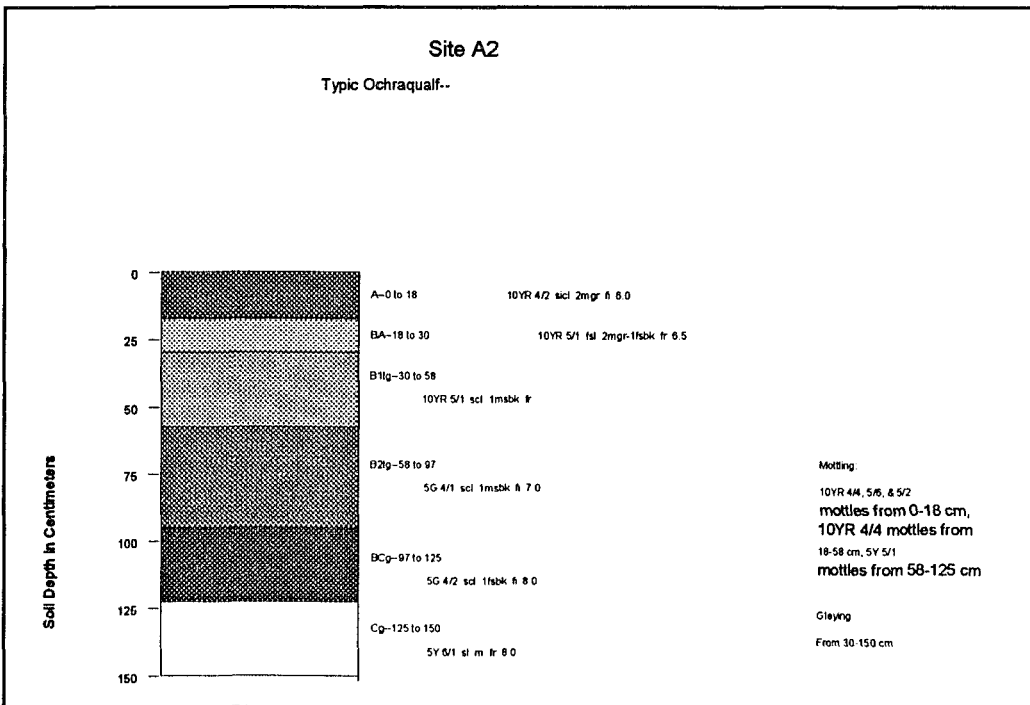 Site A2
Typic Ochraqualf--
Soil Depth in Centimeters
0
25
50
75
100
125
150
A--0 to 18 10YR 4/2 sicl 2mgr fi 6.0
BA--18 to 30 10YR 5/1 fsl 2mgr-1fsbk fr 6.5
B1tg--30 to 58
10YR 5/1 scl 1msbk fr
B2tg--58 to 97
5G 4/1 scl 1msbk fi 7.0
BCg--97 to 125
5G 4/2 scl 1fsbk fi 8.0
Cg--125 to 150
5Y 6/1 sl m fr 8.0
Mottling:
10YR 4/4, 5/6, & 5/2
mottles from 0-18 cm,
10YR 4/4 mottles from
18-58 cm, 5Y 5/1
mottles from 58-125 cm
Gleying
From 30-150 cm